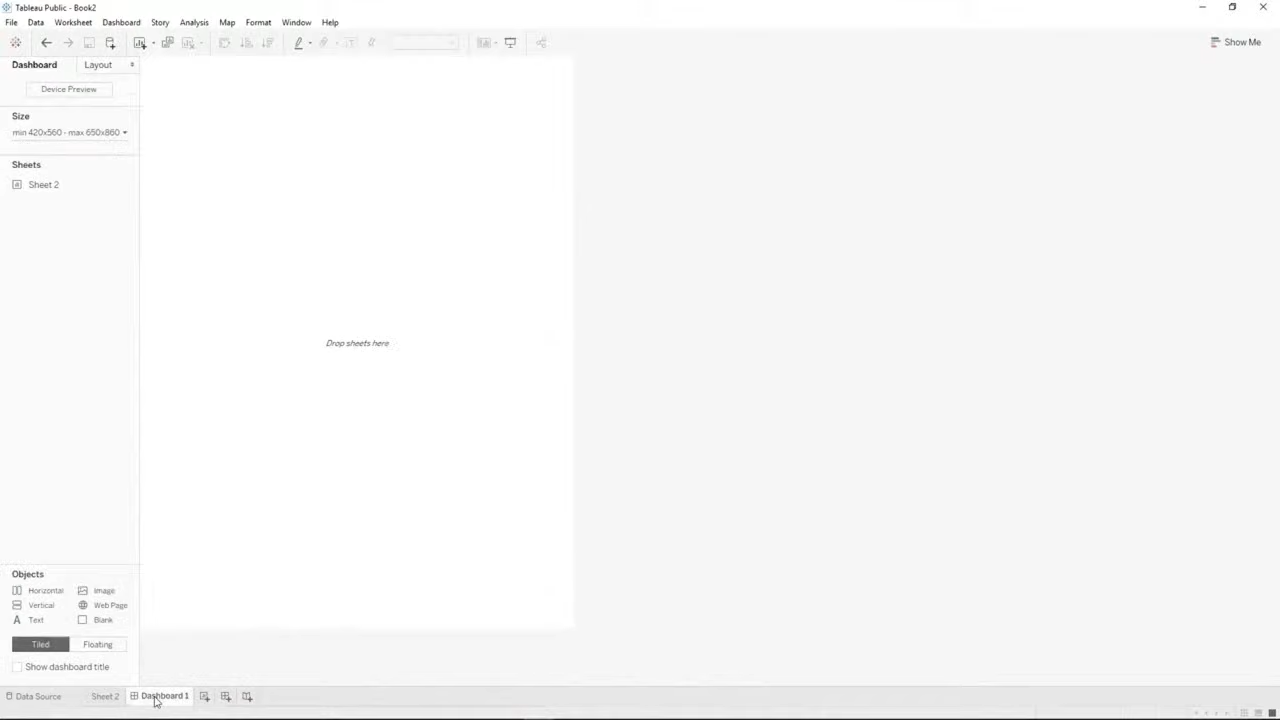 Tableau Public - Book2
File Data Worksheet Dashboard Story Analysis Map Format Window Help
Show Me
Dashboard Layout
Device Preview
Size
min 420x560 - max 650x860
Sheets
Sheet 2
Drop sheets here
Objects
Horizontal Image
Vertical Web Page
A Text Blank
Tiled Floating
Show dashboard title
Data Source Sheet 2 Dashboard 1